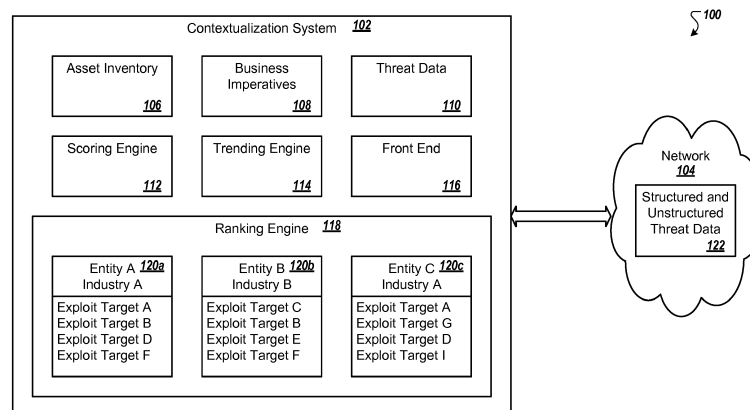 Contextualization System 102
100
Asset Inventory
106
Business
Imperatives
108
Threat Data
110
Scoring Engine
112
Trending Engine
114
Front End
116
Network
104
Structured and
Unstructured
Threat Data
122
Ranking Engine 118
Entity A 120a
Industry A
Exploit Target A
Exploit Target B
Exploit Target D
Exploit Target F
Entity B 120b
Industry B
Exploit Target C
Exploit Target B
Exploit Target E
Exploit Target F
Entity C 120c
Industry A
Exploit Target A
Exploit Target G
Exploit Target D
Exploit Target I